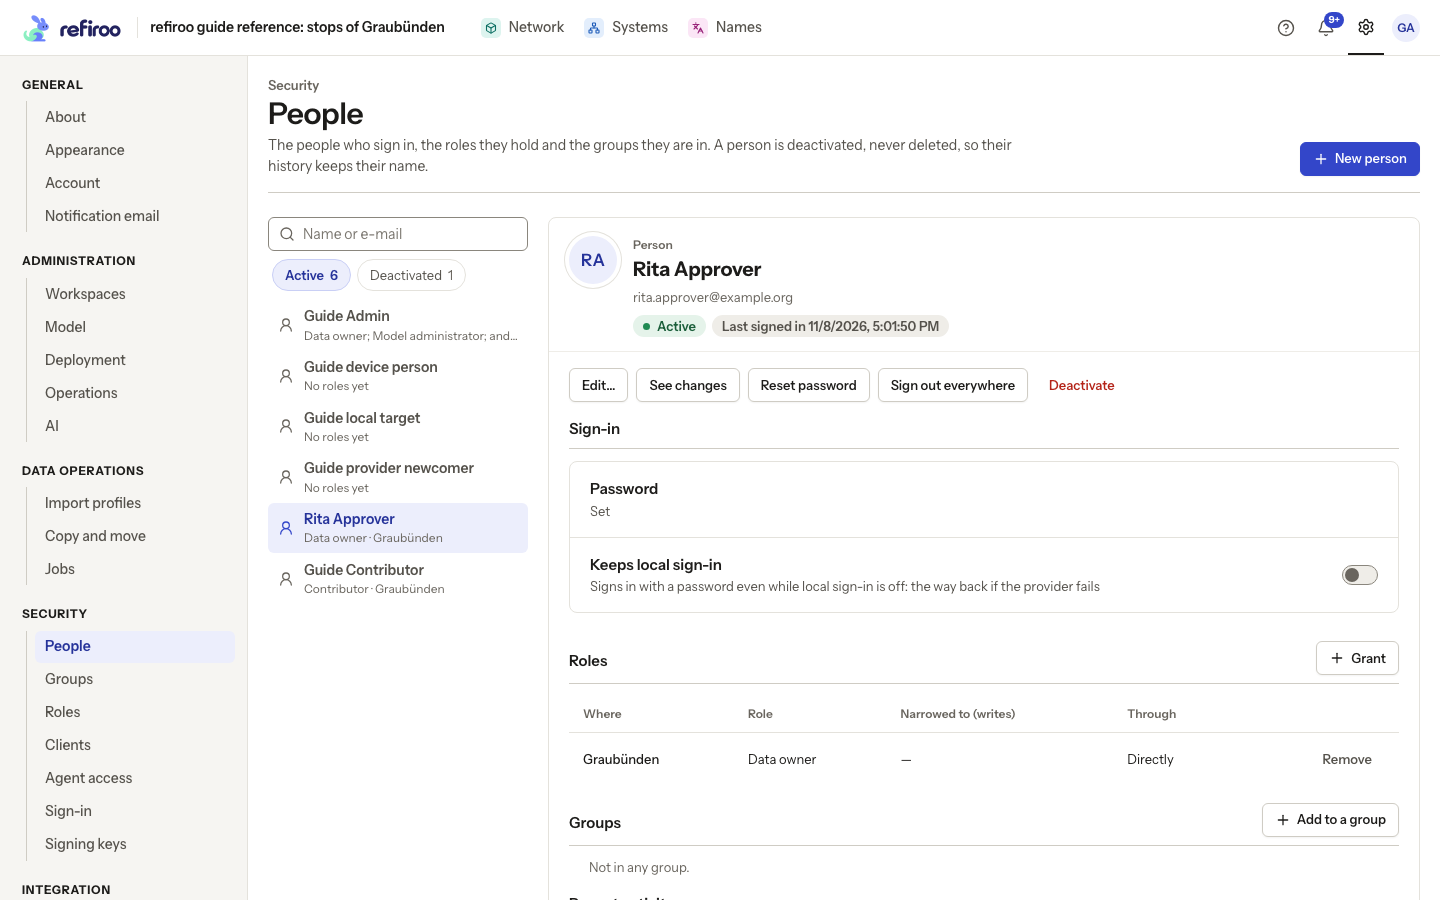 refiroo
refiroo guide reference: stops of Graubünden
Network
Systems
Names
9+
GA
GENERAL
About
Appearance
Account
Notification email
ADMINISTRATION
Workspaces
Model
Deployment
Operations
AI
DATA OPERATIONS
Import profiles
Copy and move
Jobs
SECURITY
People
Groups
Roles
Clients
Agent access
Sign-in
Signing keys
INTEGRATION
Security
People
The people who sign in, the roles they hold and the groups they are in. A person is deactivated, never deleted, so their
history keeps their name.
New person
Name or e-mail
Active 6
Deactivated 1
Guide Admin
Data owner; Model administrator; and...
Guide device person
No roles yet
Guide local target
No roles yet
Guide provider newcomer
No roles yet
Rita Approver
Data owner · Graubünden
Guide Contributor
Contributor · Graubünden
RA
Person
Rita Approver
rita.approver@example.org
Active
Last signed in 11/8/2026, 5:01:50 PM
Edit...
See changes
Reset password
Sign out everywhere
Deactivate
Sign-in
Password
Set
Keeps local sign-in
Signs in with a password even while local sign-in is off: the way back if the provider fails
Roles
Grant
Where Role Narrowed to (writes) Through
Graubünden Data owner — Directly Remove
Groups
Add to a group
Not in any group.